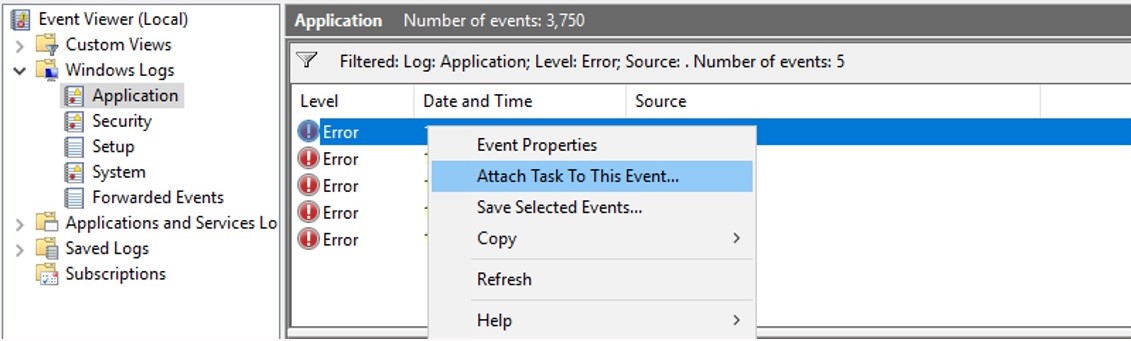 Event Viewer (Local)
Custom Views
Windows Logs
Application
Security
Setup
System
Forwarded Events
Applications and Services Lo
Saved Logs
Subscriptions
Application Number of events: 3,750
Filtered: Log: Application; Level: Error; Source: . Number of events: 5
Level Date and Time Source
Error
Error
Error
Error
Error
Event Properties
Attach Task To This Event...
Save Selected Events...
Copy
Refresh
Help